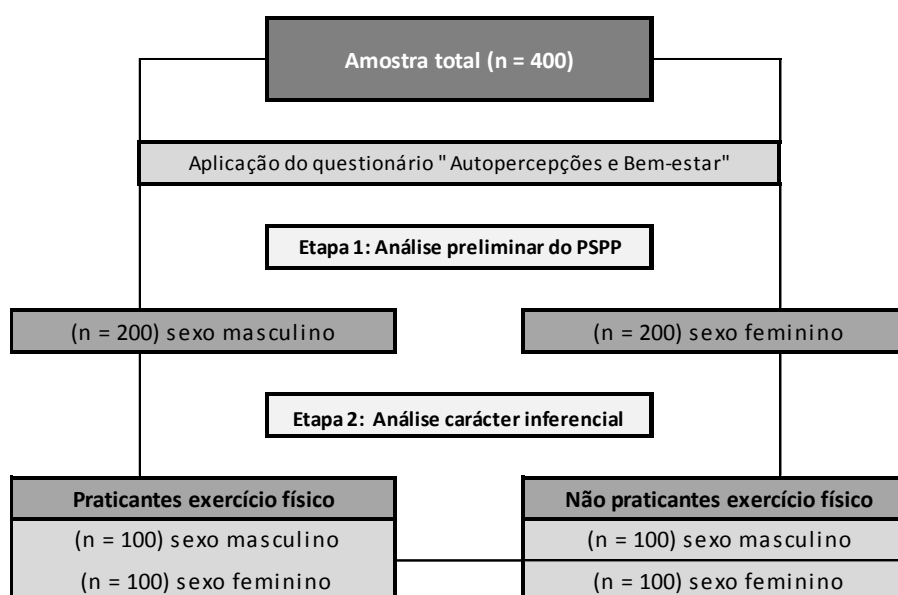 Amostra total (n = 400)
Aplicação do questionário " Autopercepções e Bem-estar"
Etapa 1: Análise preliminar do PSPP
(n = 200) sexo masculino
(n = 200) sexo feminino
Etapa 2: Análise carácter inferencial
Praticantes exercício físico
(n = 100) sexo masculino
(n = 100) sexo feminino
Não praticantes exercício físico
(n = 100) sexo masculino
(n = 100) sexo feminino